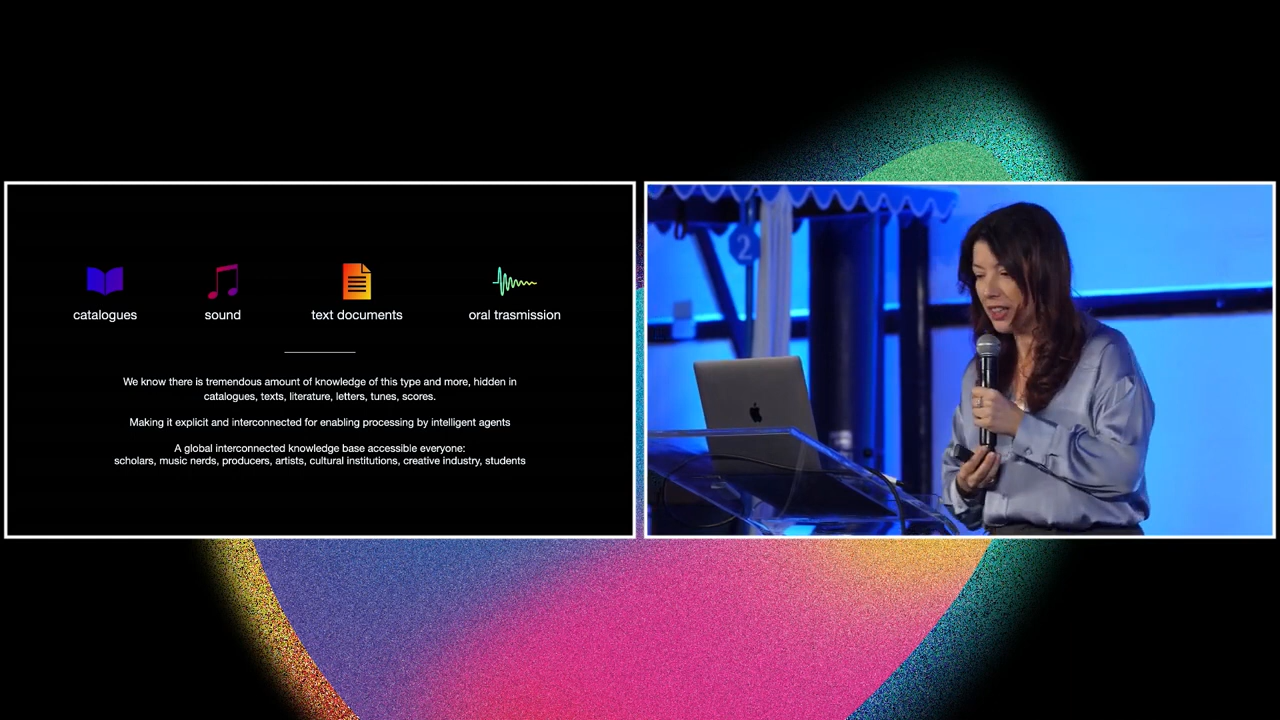 catalogues
sound
text documents
oral trasmission
We know there is tremendous amount of knowledge of this type and more, hidden in
catalogues, texts, literature, letters, tunes, scores.
Making it explicit and interconnected for enabling processing by intelligent agents
A global interconnected knowledge base accessible everyone:
scholars, music nerds, producers, artists, cultural institutions, creative industry, students
2